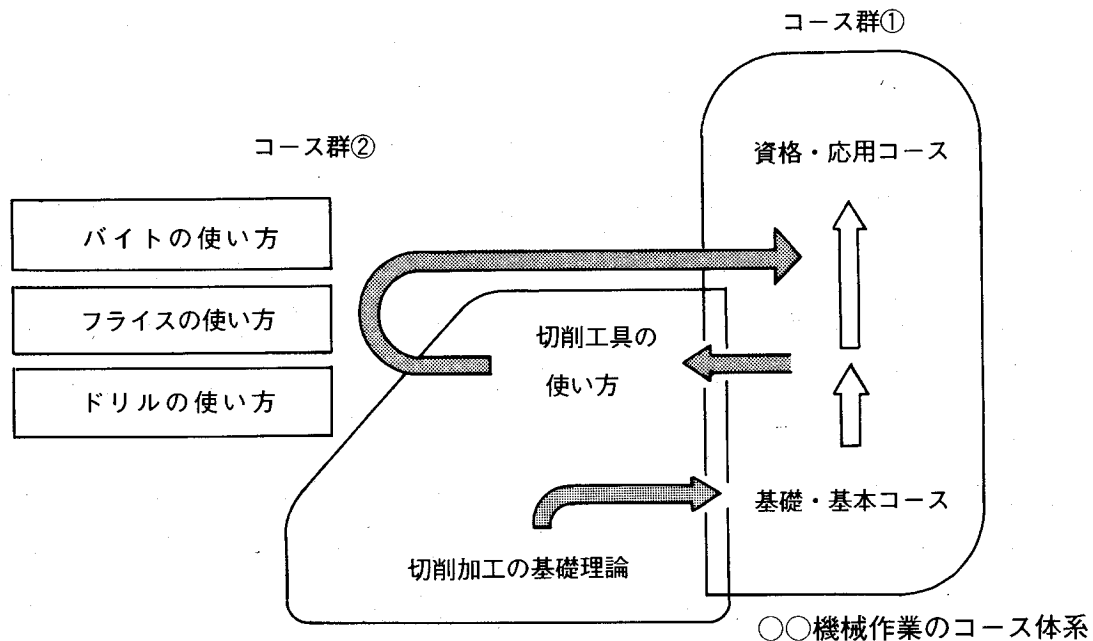 コース群①
コース群②
資格・応用コース
バイトの使い方
フライスの使い方
ドリルの使い方
切削工具の
使い方
基礎・基本コース
切削加工の基礎理論
○○機械作業のコース体系